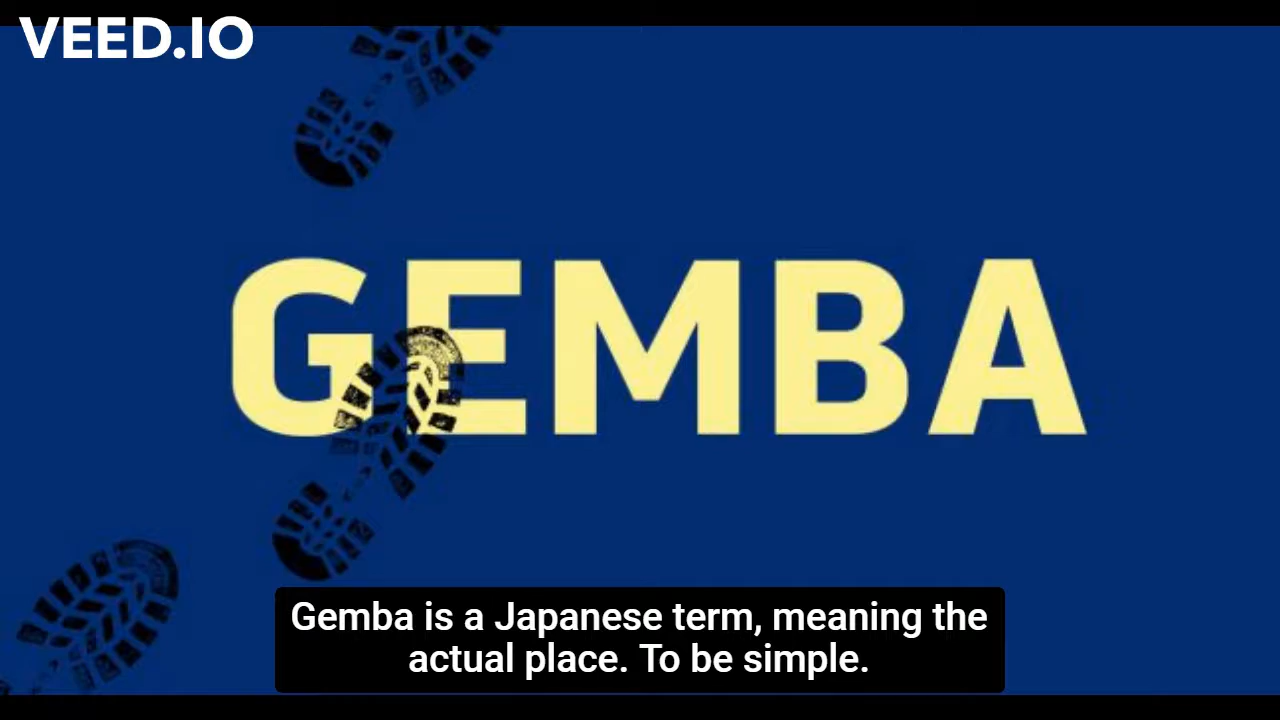 VEED.IO
GEMBA
Gemba is a Japanese term, meaning the
actual place. To be simple.